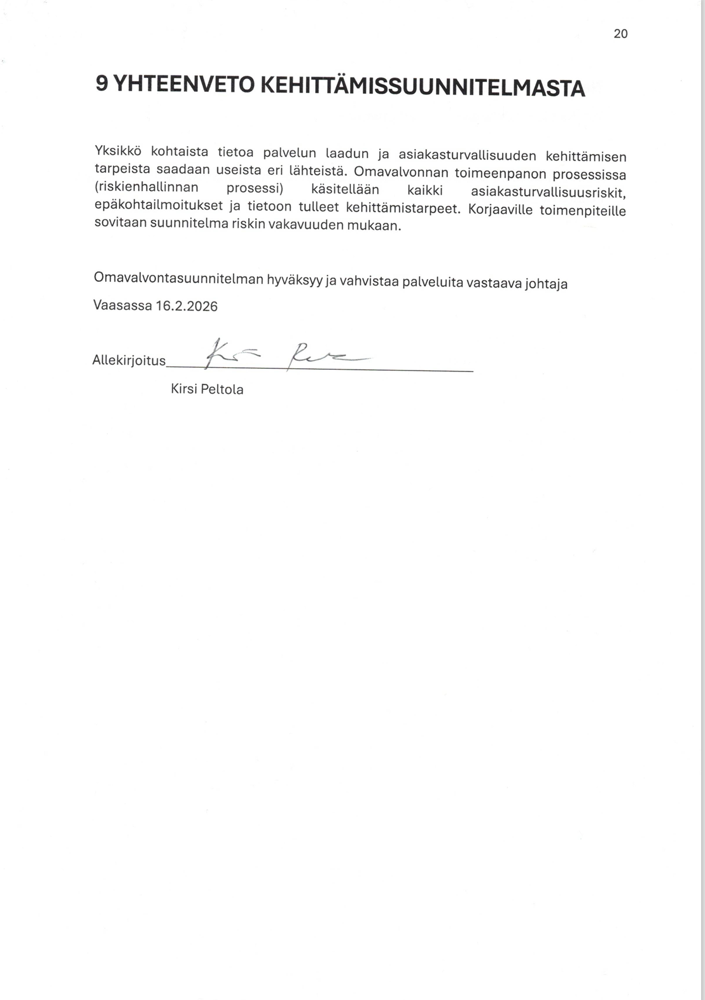 20
9 YHTEENVETO KEHITTÄMISSUUNNITELMASTA
Yksikkö kohtaista tietoa palvelun laadun ja asiakasturvallisuuden kehittämisen
tarpeista saadaan useista eri lähteistä. Omavalvonnan toimeenpanon prosessissa
(riskienhallinnan prosessi) käsitellään kaikki asiakasturvallisuusriskit,
epäkohtailmoitukset ja tietoon tulleet kehittämistarpeet. Korjaaville toimenpiteille
sovitaan suunnitelma riskin vakavuuden mukaan.
Omavalvontasuunnitelman hyväksyy ja vahvistaa palveluita vastaava johtaja
Vaasassa 16.2.2026
Allekirjoitus
Kirsi Peltola